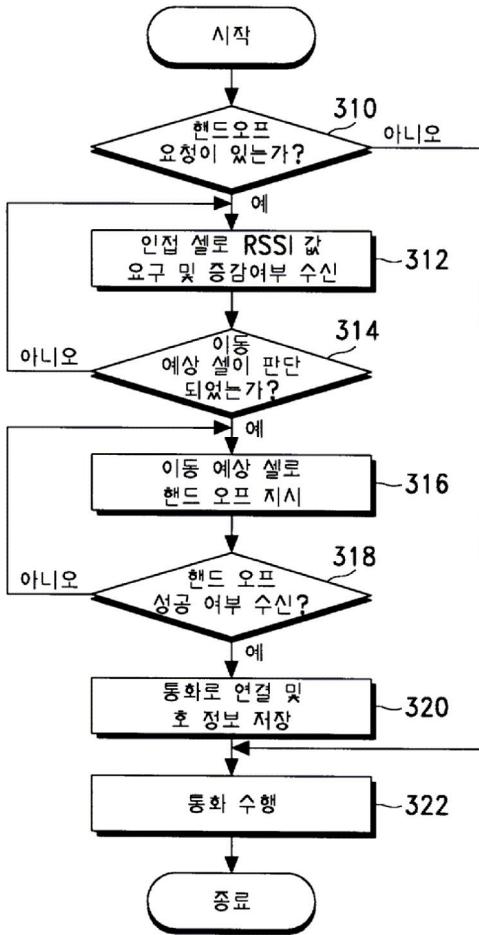 시작
310
핸드오프
요청이 있는가?
아니오
예
인접 셀로 RSSI 값
요구 및 증감여부 수신
312
314
이동
예상 셀이 판단
되었는가?
아니오
예
이동 예상 셀로
핸드 오프 지시
316
318
핸드 오프
성공 여부 수신?
아니오
예
통화로 연결 및
호 정보 저장
320
통화 수행
322
종료